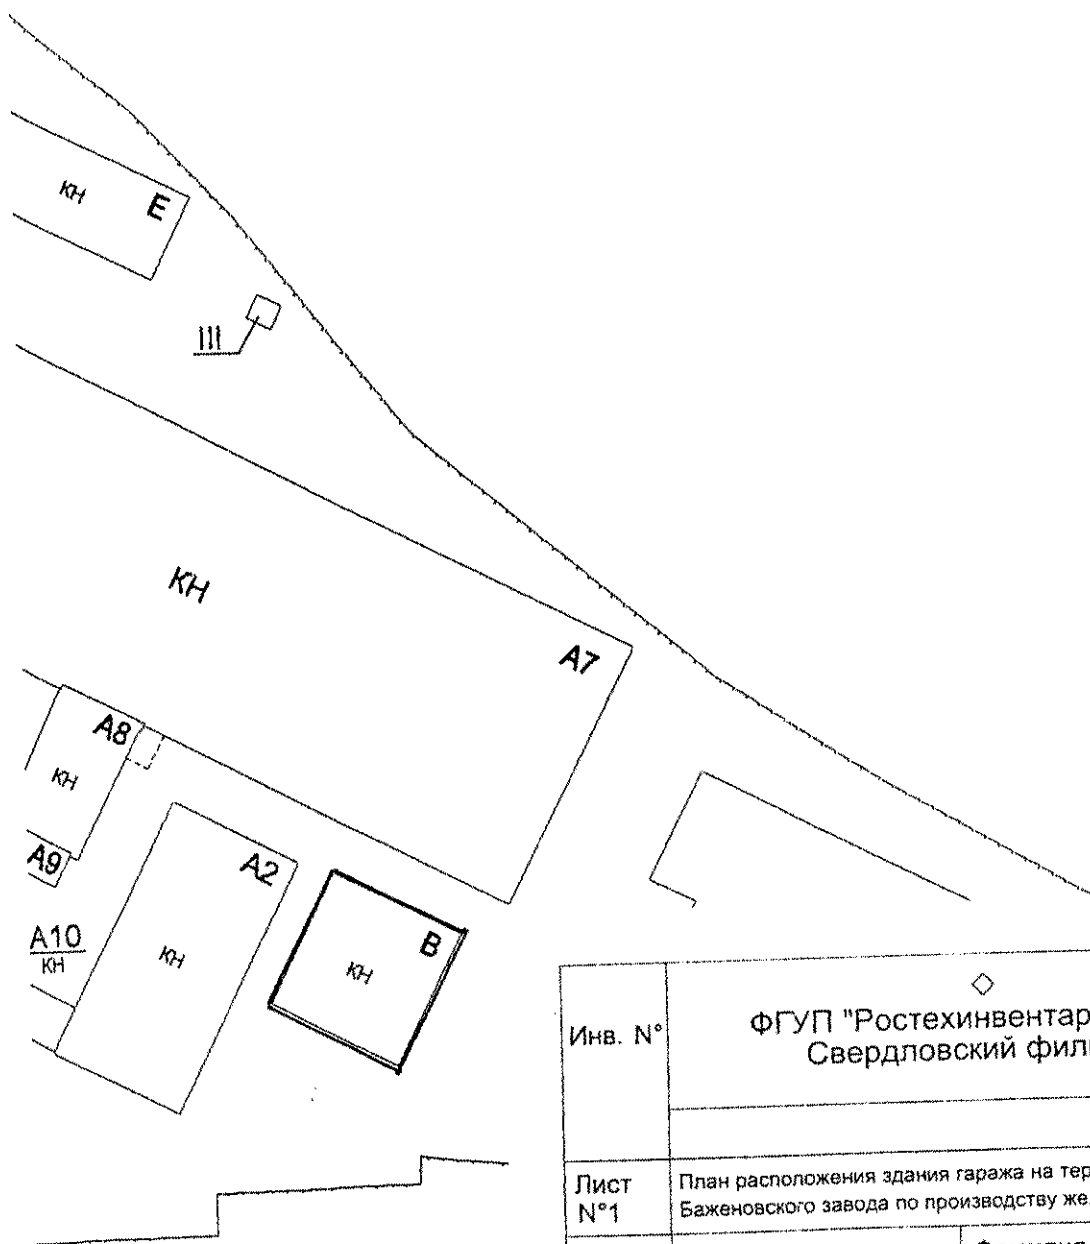 кн Е
III
КН
А7
А8
кн
А9
А2
А10
кн
кн
В
кн
Инв. N°
ФГУП "Ростехинвентар
Свердловский фил
Лист
N°1
План расположения здания гаража на тер
Баженовского завода по производству же